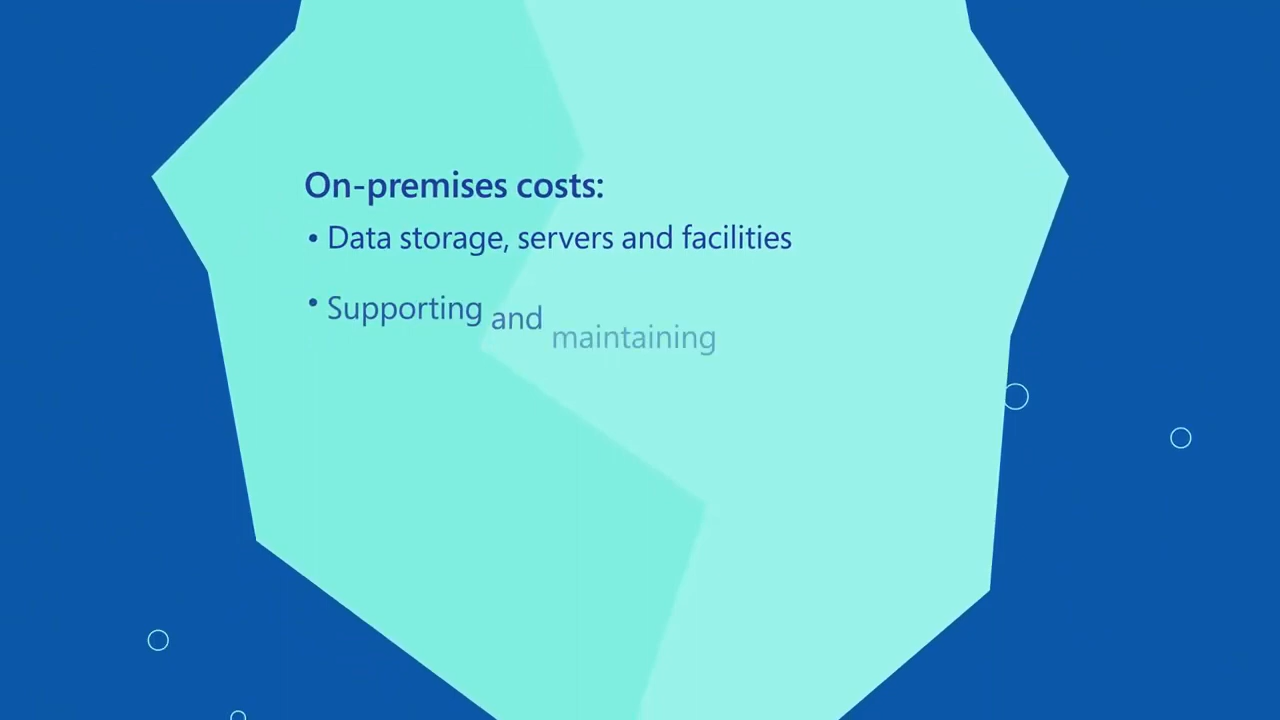 On-premises costs:
• Data storage, servers and facilities
• Supporting and maintaining